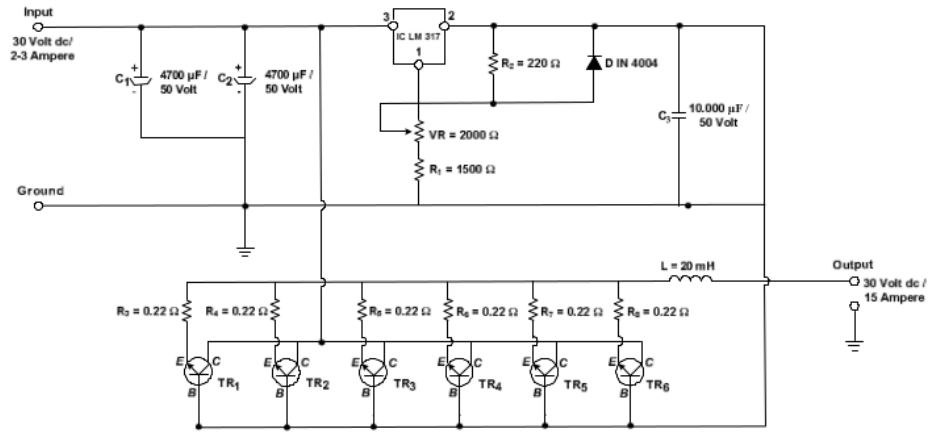 Input
30 Volt dc/
2-3 Ampere
3
IC LM 317
2
1
C1
+
4700 µF /
50 Volt
-
C2
+
4700 µF /
50 Volt
-
R2 = 220 Ω
D IN 4004
C3
10.000 µF /
50 Volt
VR = 2000 Ω
R1 = 1500 Ω
Ground
L = 20 mH
Output
30 Volt dc /
15 Ampere
R3 = 0.22 Ω
R4 = 0.22 Ω
R5 = 0.22 Ω
R6 = 0.22 Ω
R7 = 0.22 Ω
R8 = 0.22 Ω
E
C
B
TR1
E
C
B
TR2
E
C
B
TR3
E
C
B
TR4
E
C
B
TR5
E
C
B
TR6